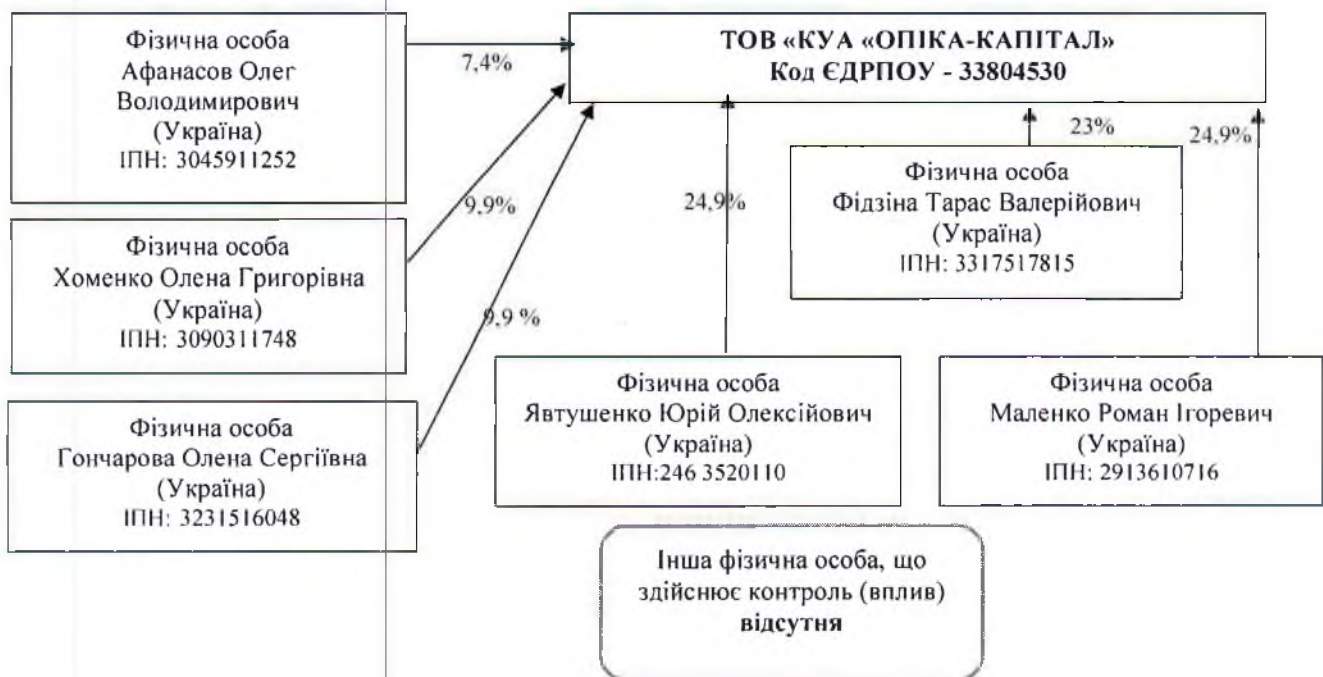 Фізична особа
Афанасов Олег
Володимирович
(Україна)
ІПН: 3045911252
7,4%
ТОВ «КУА «ОПІКА-КАПІТАЛ»
Код ЄДРПОУ - 33804530
23%
24,9%
Фізична особа
Фідзіна Тарас Валерійович
(Україна)
ІПН: 3317517815
9,9%
24,9%
Фізична особа
Хоменко Олена Григорівна
(Україна)
ІПН: 3090311748
9,9 %
Фізична особа
Гончарова Олена Сергіївна
(Україна)
ІПН: 3231516048
Фізична особа
Явтушенко Юрій Олексійович
(Україна)
ІПН:246 3520110
Фізична особа
Маленко Роман Ігоревич
(Україна)
ІПН: 2913610716
Інша фізична особа, що
здійснює контроль (вплив)
відсутня